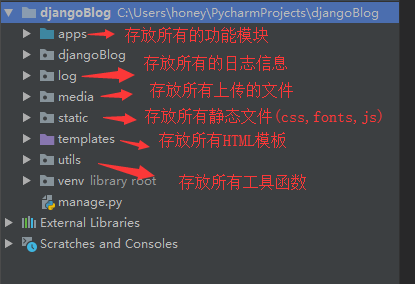 djangoBlog C:\Users\honey\PycharmProjects\djangoBlog
apps 存放所有的功能模块
djangoBlog
log 存放所有的日志信息
media 存放所有上传的文件
static 存放所有静态文件(css,fonts,js)
templates 存放所有HTML模板
utils
venv library root 存放所有工具函数
manage.py
External Libraries
Scratches and Consoles